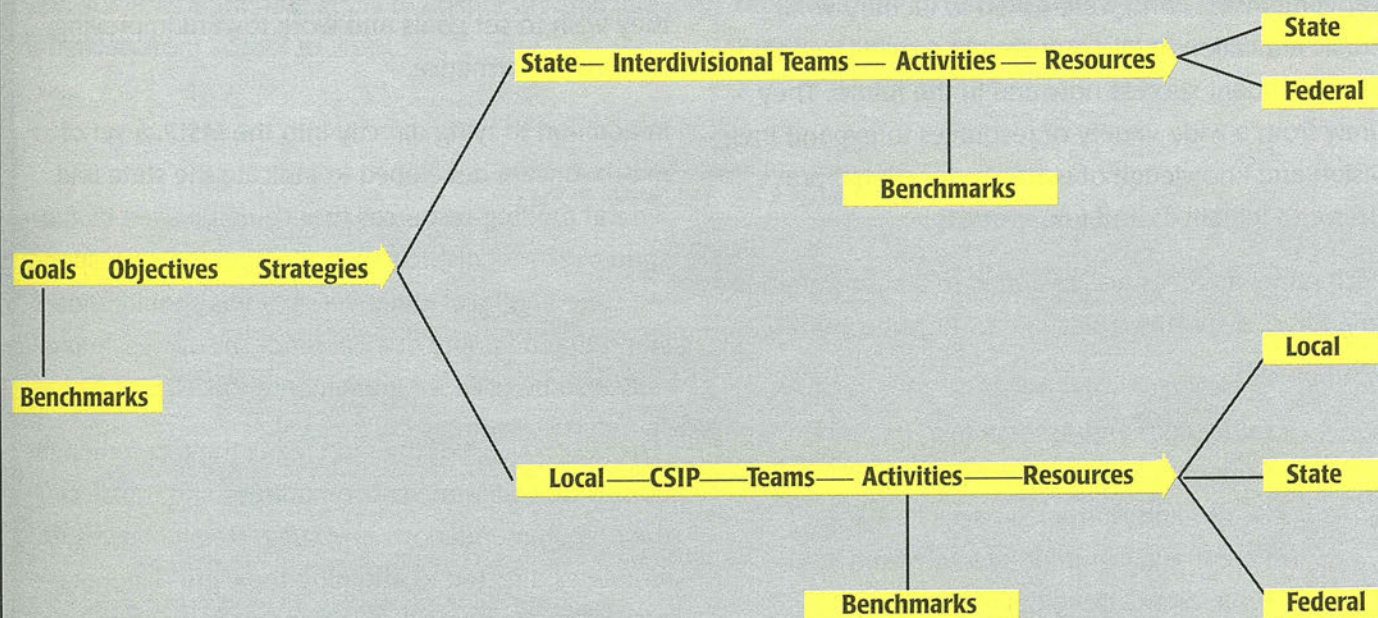 State
State— Interdivisional Teams — Activities — Resources
Federal
Benchmarks
Goals Objectives Strategies
Benchmarks
Local
Local——CSIP——Teams— Activities——Resources
State
Benchmarks
Federal